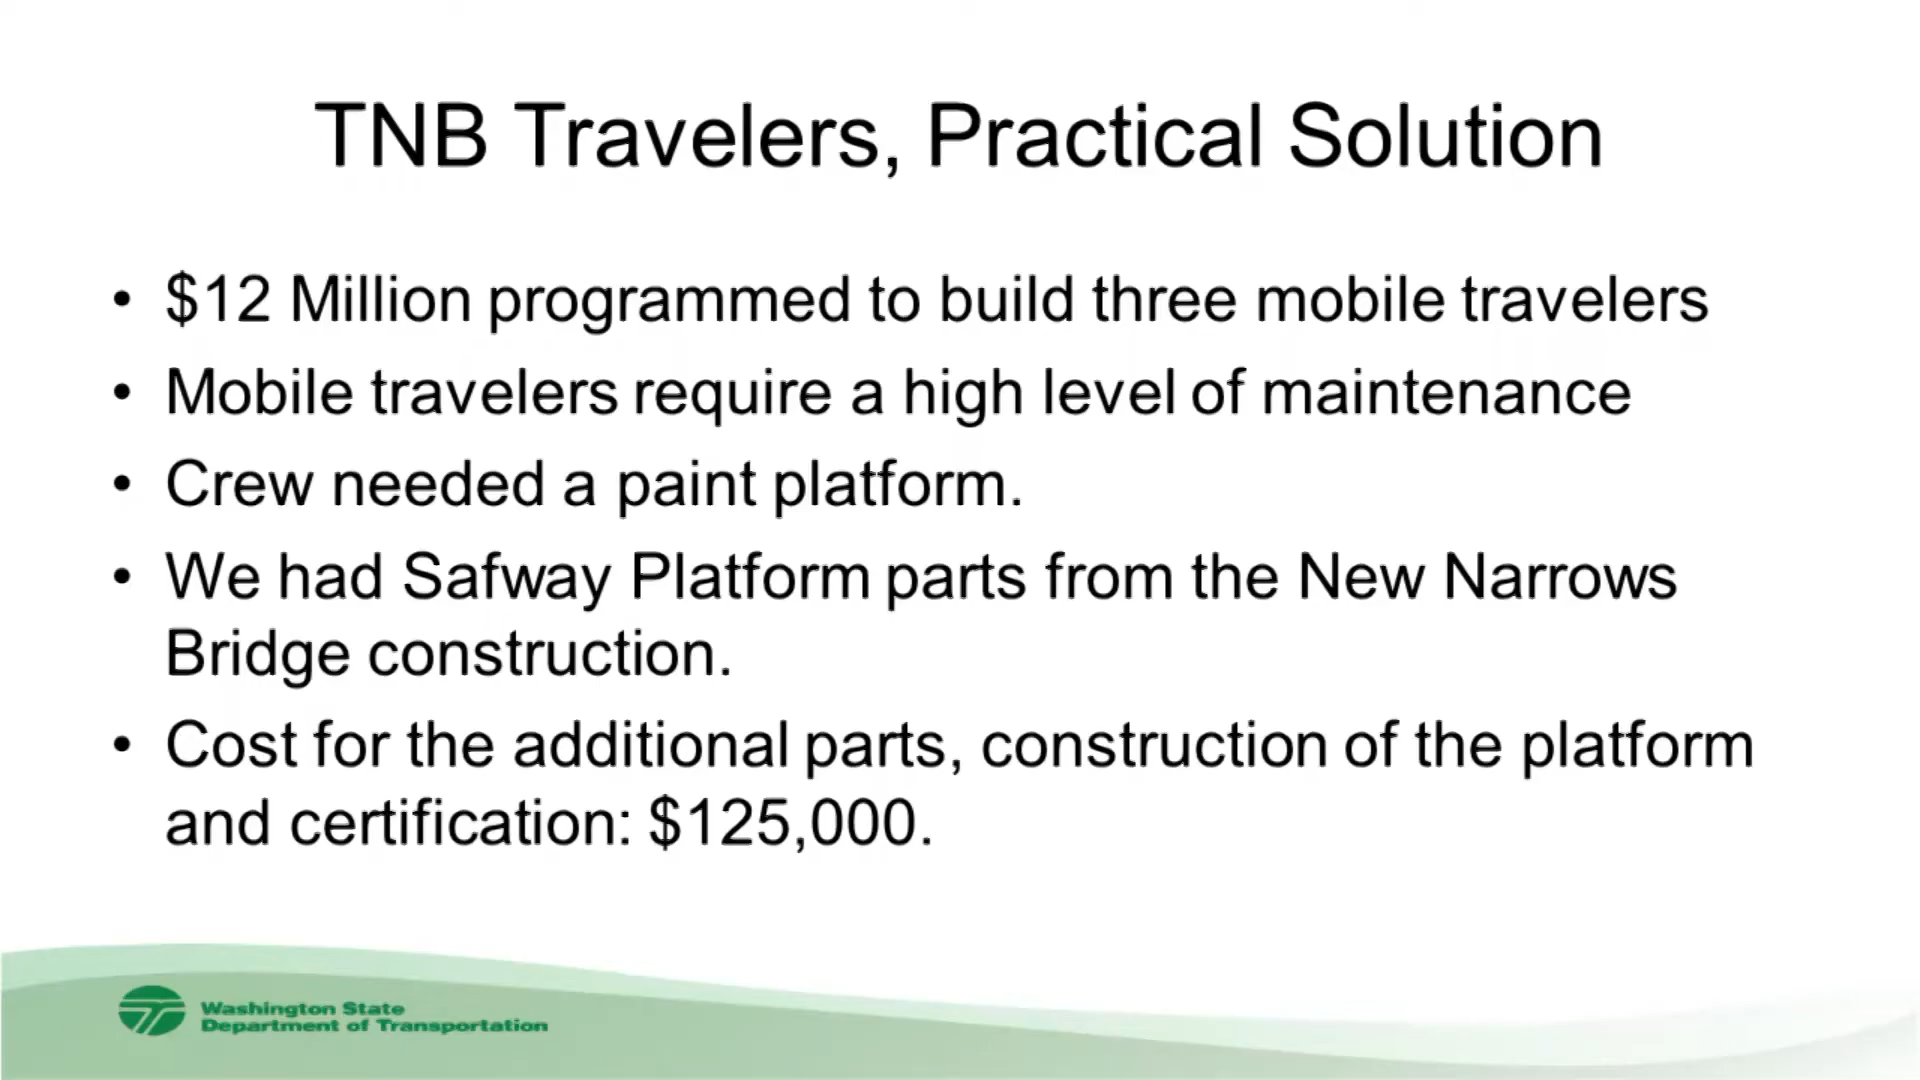 TNB Travelers, Practical Solution
• $12 Million programmed to build three mobile travelers
• Mobile travelers require a high level of maintenance
• Crew needed a paint platform.
• We had Safway Platform parts from the New Narrows
Bridge construction.
• Cost for the additional parts, construction of the platform
and certification: $125,000.
Washington State
Department of Transportation